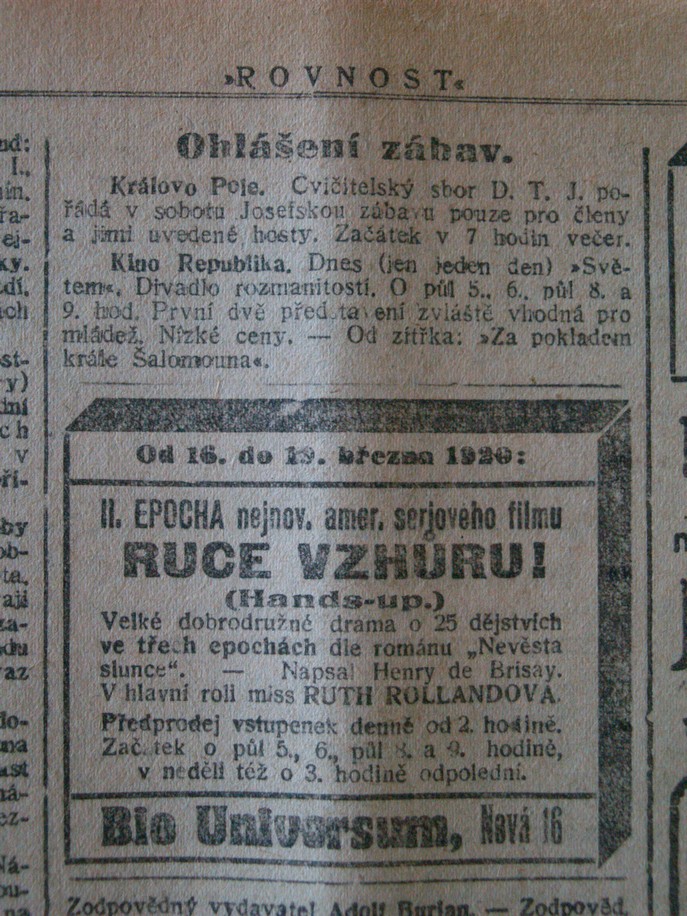 »ROVNOST«
Ohlášení zábav.
Královo Pole. Cvičitelský sbor D. T. J. po-
řádá v sobotu Josefskou zábavu pouze pro členy
a jimi uvedené hosty. Začátek v 7 hodin večer.
Kino Republika. Dnes (jen jeden den) »Svě-
tem«. Divadlo rozmanitostí. O půl 5., 6., půl 8. a
9. hod. První dvě představení zvláště vhodná pro
mládež. Nízké ceny. — Od zítřka: »Za pokladem
krále Šalomouna«.
Od 16. do 19. března 1920:
II. EPOCHA nejnov. amer. serjového filmu
RUCE VZHŮRU!
(Hands-up.)
Velké dobrodružné drama o 25 dějstvích
ve třech epochách dle románu „Nevěsta
slunce“. — Napsal Henry de Brisay.
V hlavní roli miss RUTH ROLLANDOVÁ.
Předprodej vstupenek denně od 2. hodině.
Začátek o půl 5., 6., půl 8. a 9. hodině,
v neděli též o 3. hodině odpolední.
Bio Universum, Nová 16
Zodpovědný vydavatel Adolf Burian. — Zodpověd.